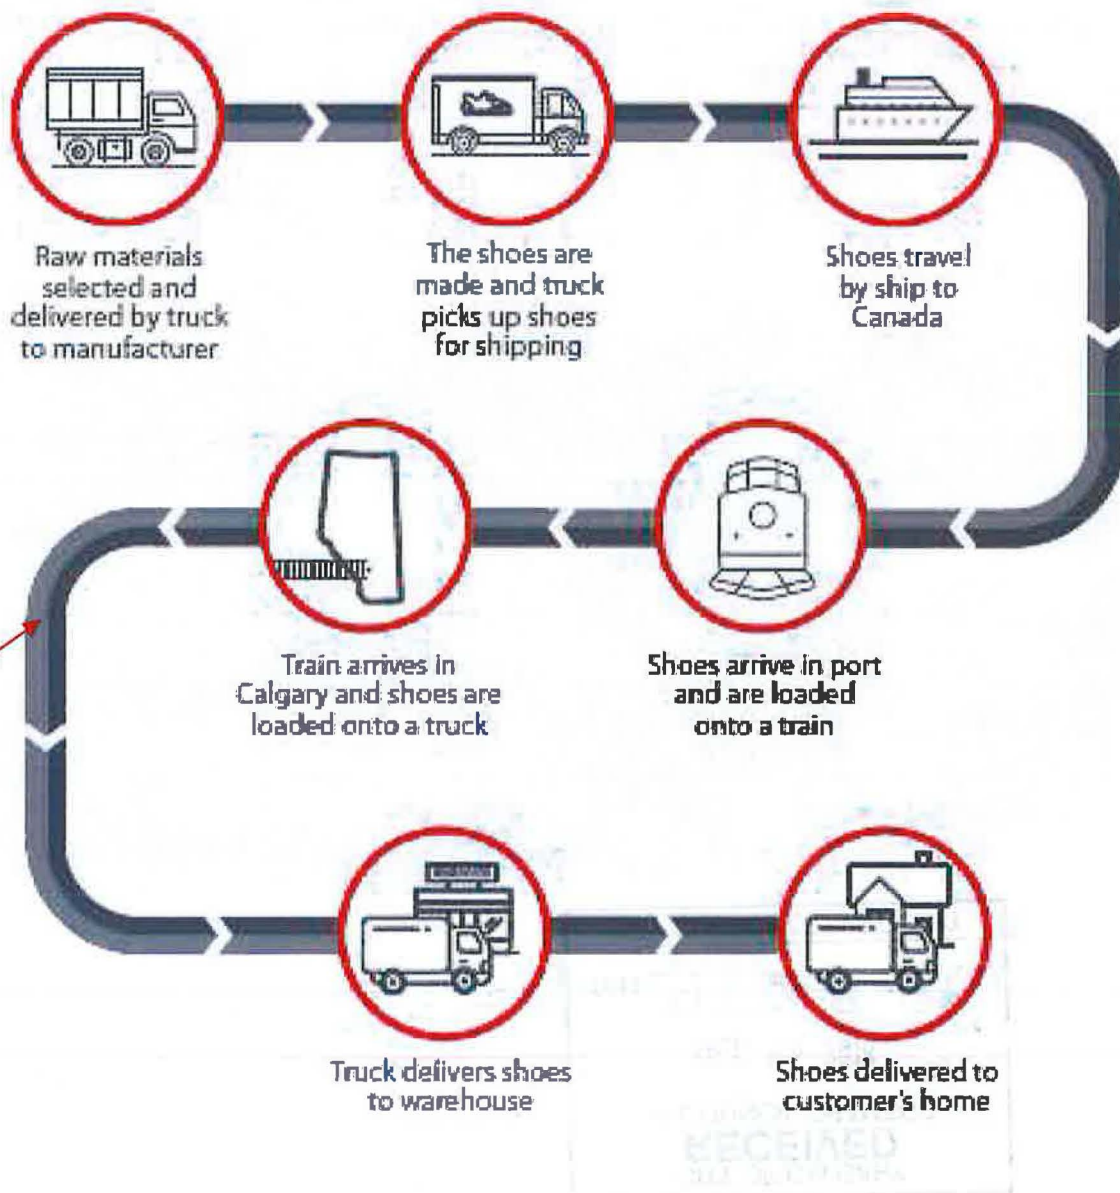 Raw materials
selected and
delivered by truck
to manufacturer
The shoes are
made and truck
picks up shoes
for shipping
Shoes travel
by ship to
Canada
Train arrives in
Calgary and shoes are
loaded onto a truck
Shoes arrive in port
and are loaded
onto a train
Truck delivers shoes
to warehouse
Shoes delivered to
customer's home
RECEIVED